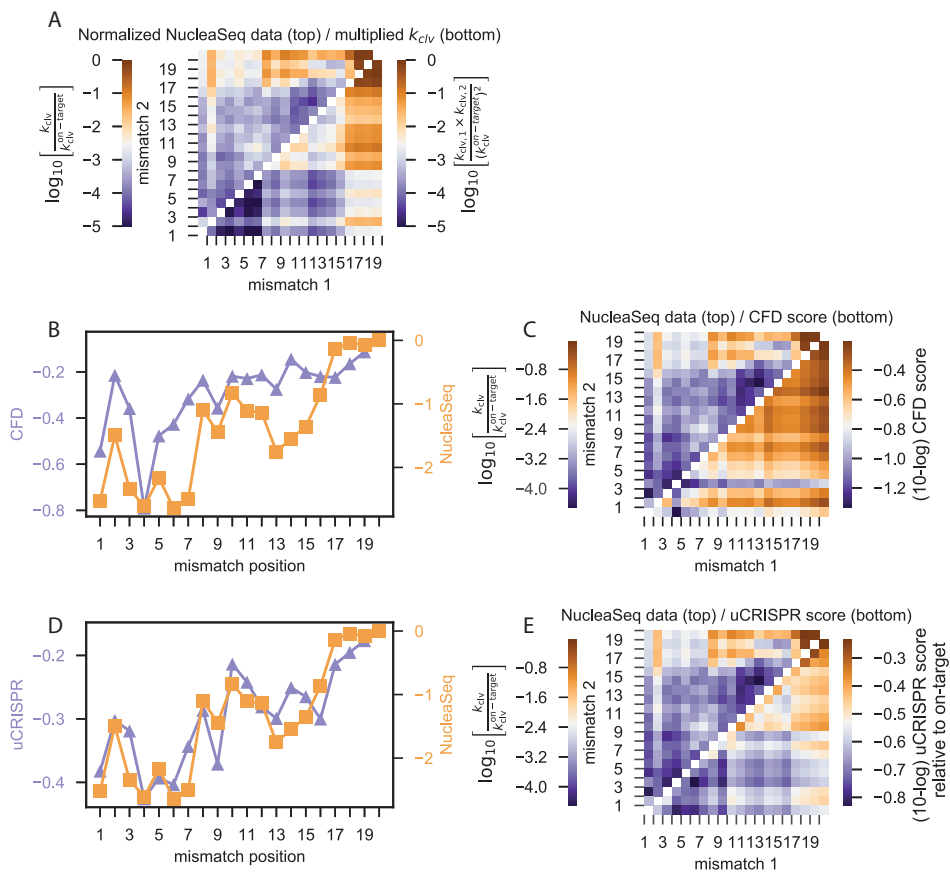 A
Normalized NucleaSeq data (top) / multiplied k_clv (bottom)
log10[k_clv / k_clv^on−target]
0
−1
−2
−3
−4
−5
mismatch 2
19
17
15
13
11
9
7
5
3
1
1 3 5 7 9 11 13 15 17 19
mismatch 1
0
−1
−2
−3
−4
−5
log10[k_clv,1 × k_clv,2 / (k_clv^on−target)^2]
B
CFD
−0.2
−0.4
−0.6
−0.8
0
−1
−2
NucleaSeq
1 3 5 7 9 11 13 15 17 19
mismatch position
C
NucleaSeq data (top) / CFD score (bottom)
log10[k_clv / k_clv^on−target]
−0.8
−1.6
−2.4
−3.2
−4.0
mismatch 2
19
17
15
13
11
9
7
5
3
1
1 3 5 7 9 11 13 15 17 19
mismatch 1
−0.4
−0.6
−0.8
−1.0
−1.2
(10-log) CFD score
D
uCRISPR
−0.2
−0.3
−0.4
0
−1
−2
NucleaSeq
1 3 5 7 9 11 13 15 17 19
mismatch position
E
NucleaSeq data (top) / uCRISPR score (bottom)
log10[k_clv^on−target / k_clv]
−0.8
−1.6
−2.4
−3.2
−4.0
mismatch 2
19
17
15
13
11
9
7
5
3
1
1 3 5 7 9 11 13 15 17 19
mismatch 1
−0.3
−0.4
−0.5
−0.6
−0.7
−0.8
(10-log) uCRISPR score
relative to on-target